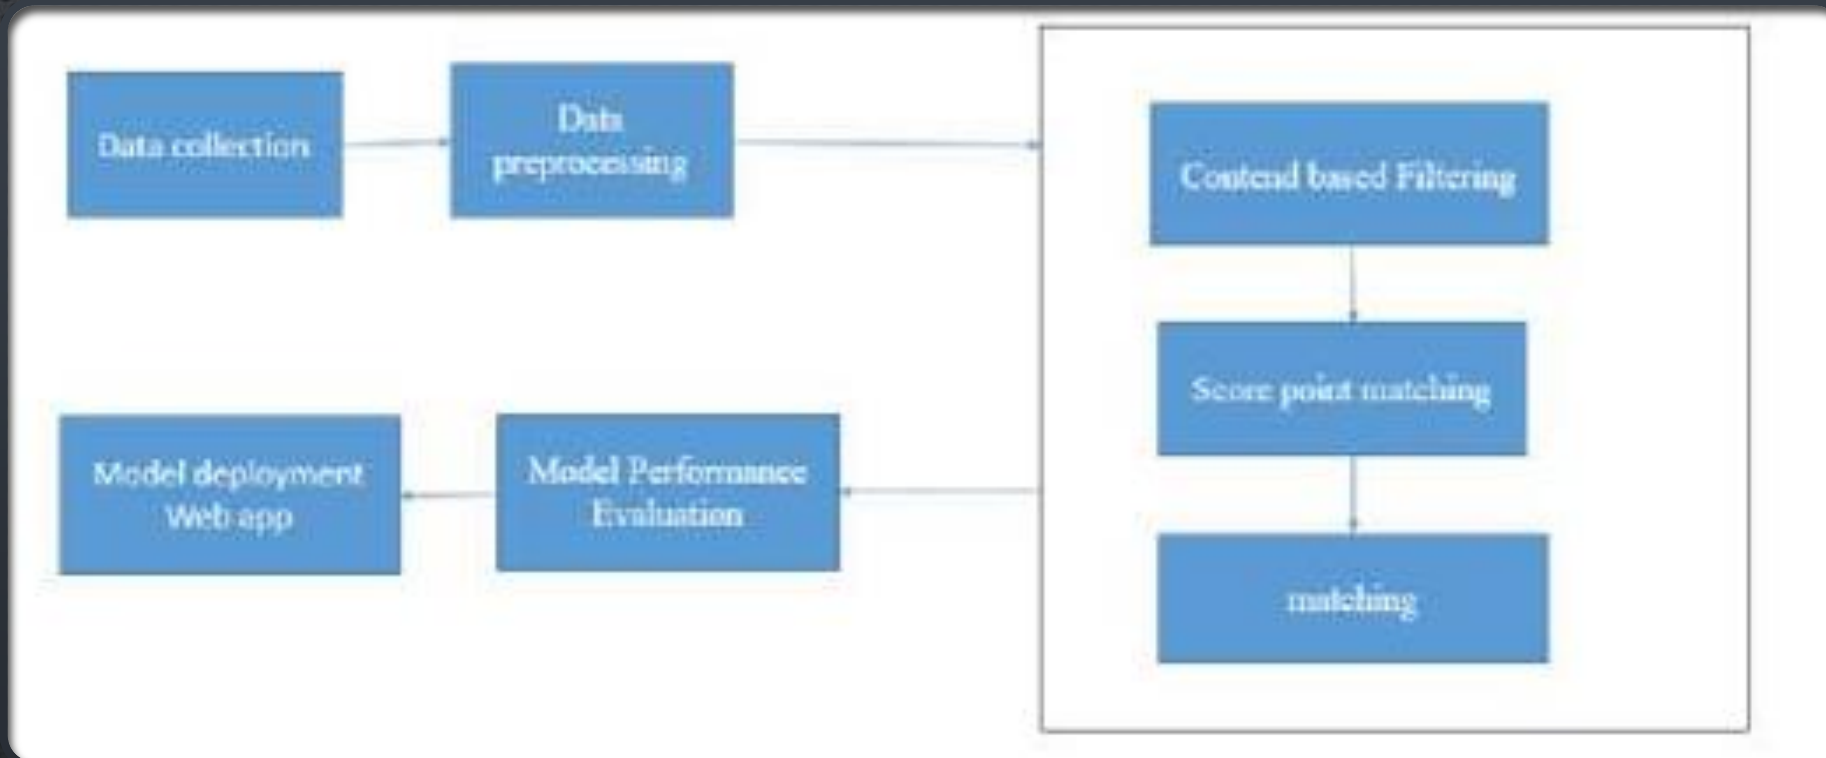 Data collection
Data
preprocessing
Contend based Filtering
Score point matching
matching
Model Performance
Evaluation
Model deployment
Web app